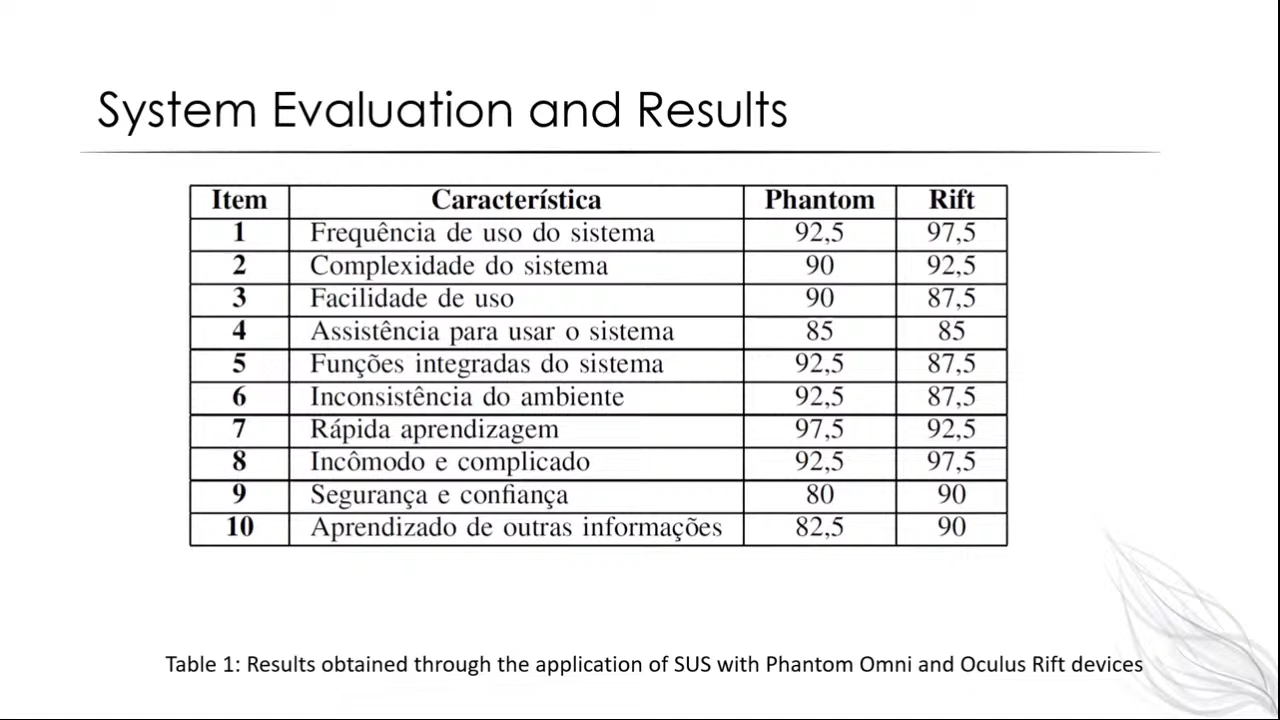 System Evaluation and Results
Item Característica Phantom Rift
1 Frequência de uso do sistema 92,5 97,5
2 Complexidade do sistema 90 92,5
3 Facilidade de uso 90 87,5
4 Assistência para usar o sistema 85 85
5 Funções integradas do sistema 92,5 87,5
6 Inconsistência do ambiente 92,5 87,5
7 Rápida aprendizagem 97,5 92,5
8 Incômodo e complicado 92,5 97,5
9 Segurança e confiança 80 90
10 Aprendizado de outras informações 82,5 90
Table 1: Results obtained through the application of SUS with Phantom Omni and Oculus Rift devices